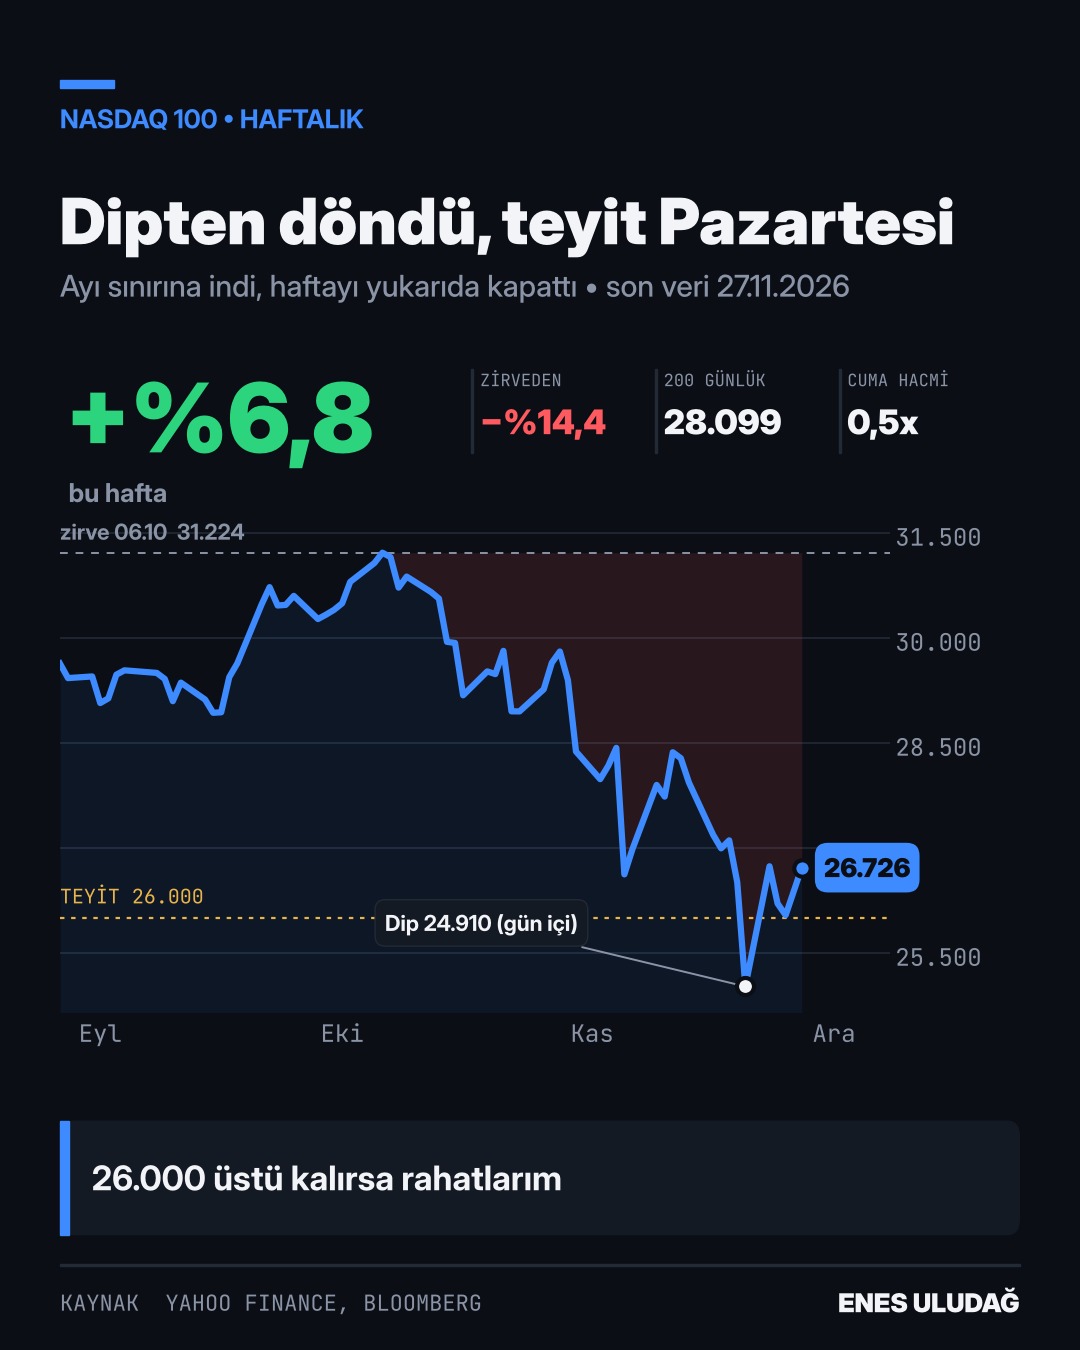 NASDAQ 100 • HAFTALIK
Dipten döndü, teyit Pazartesi
Ayı sınırına indi, haftayı yukarıda kapattı • son veri 27.11.2026
+%6,8
bu hafta
ZİRVEDEN
−%14,4
200 GÜNLÜK
28.099
CUMA HACMİ
0,5x
zirve 06.10 31.224
31.500
30.000
28.500
26.726
TEYİT 26.000
Dip 24.910 (gün içi)
25.500
Eyl Eki Kas Ara
26.000 üstü kalırsa rahatlarım
KAYNAK YAHOO FINANCE, BLOOMBERG
ENES ULUDAĞ